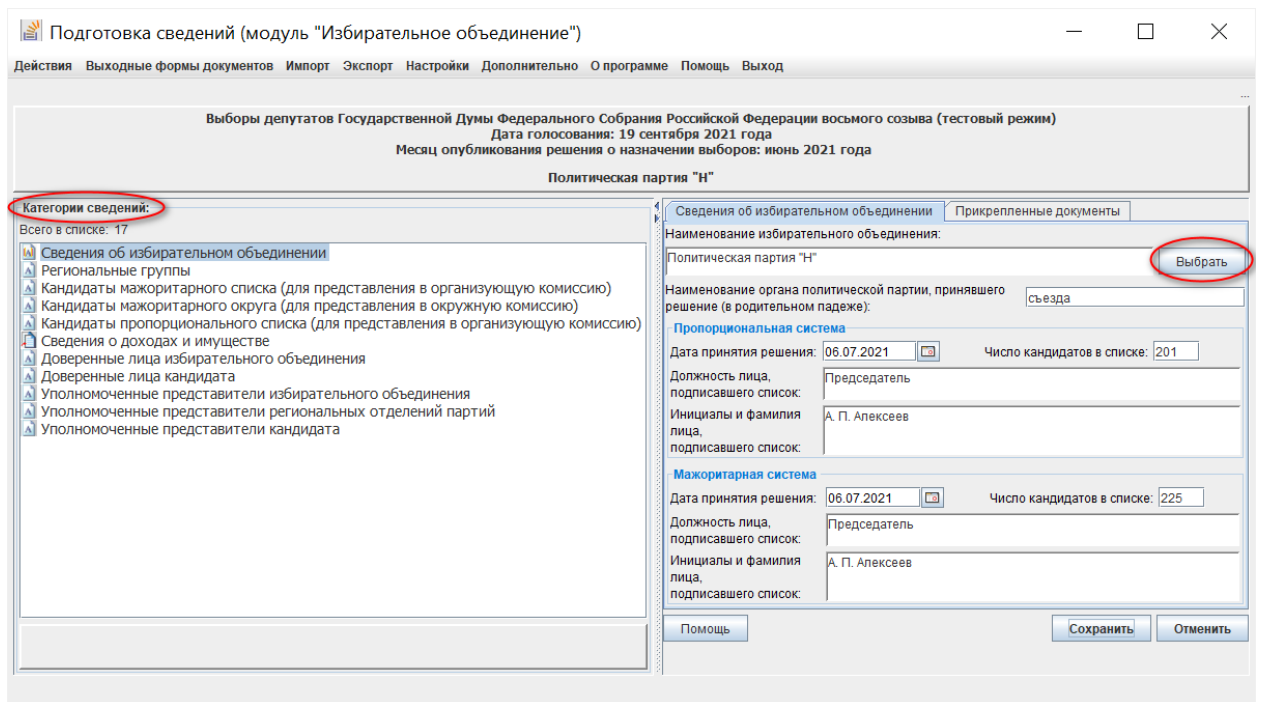 Подготовка сведений (модуль "Избирательное объединение")
Действия Выходные формы документов Импорт Экспорт Настройки Дополнительно О программе Помощь Выход
...
Выборы депутатов Государственной Думы Федерального Собрания Российской Федерации восьмого созыва (тестовый режим)
Дата голосования: 19 сентября 2021 года
Месяц опубликования решения о назначении выборов: июнь 2021 года
Политическая партия "Н"
Категории сведений:
Всего в списке: 17
Сведения об избирательном объединении
Региональные группы
Кандидаты мажоритарного списка (для представления в организующую комиссию)
Кандидаты мажоритарного округа (для представления в окружную комиссию)
Кандидаты пропорционального списка (для представления в организующую комиссию)
Сведения о доходах и имуществе
Доверенные лица избирательного объединения
Доверенные лица кандидата
Уполномоченные представители избирательного объединения
Уполномоченные представители региональных отделений партий
Уполномоченные представители кандидата
Сведения об избирательном объединении Прикрепленные документы
Наименование избирательного объединения:
Политическая партия "Н" Выбрать
Наименование органа политической партии, принявшего
решение (в родительном падеже): съезда
Пропорциональная система
Дата принятия решения: 06.07.2021 Число кандидатов в списке: 201
Должность лица,
подписавшего список: Председатель
Инициалы и фамилия
лица,
подписавшего список: А. П. Алексеев
Мажоритарная система
Дата принятия решения: 06.07.2021 Число кандидатов в списке: 225
Должность лица,
подписавшего список: Председатель
Инициалы и фамилия
лица,
подписавшего список: А. П. Алексеев
Помощь Сохранить Отменить